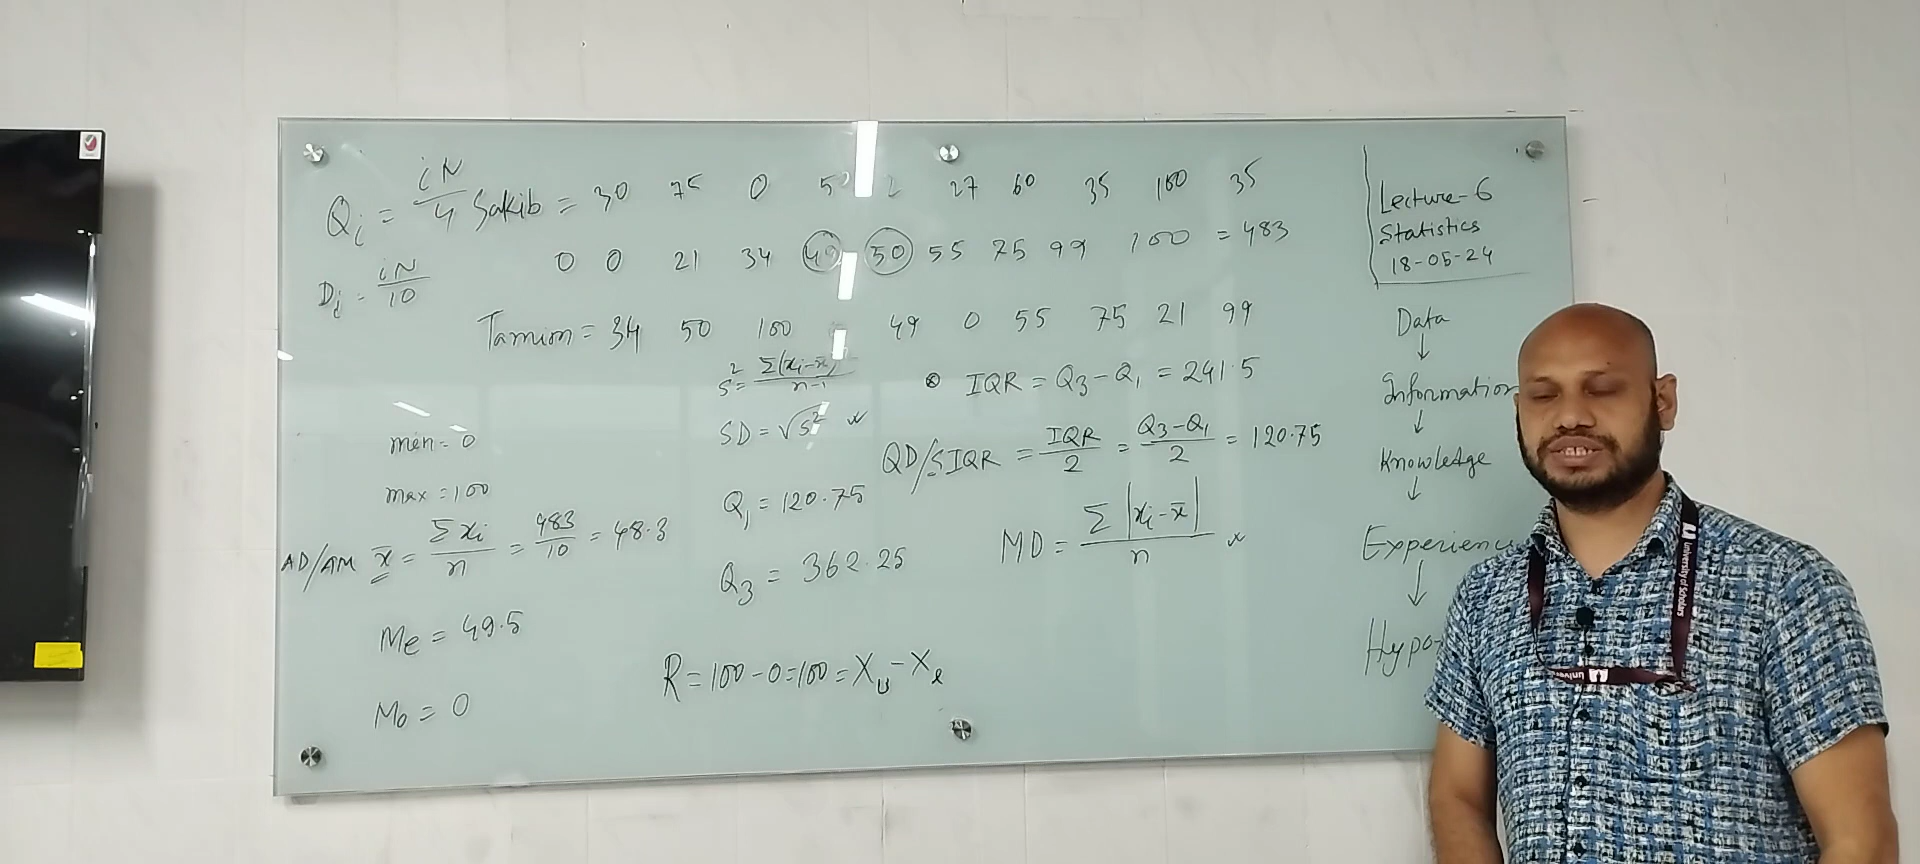 Qi = iN/4
Sakib = 30 75 0 5 2 27 60 35 100 35
0 0 21 34 49 50 55 75 99 100 = 483
Di = iN/10
Tamim = 34 50 100 49 0 55 75 21 99
S² = Σ(xi-x̄)/n-1
SD = √S²
IQR = Q3 - Q1 = 241.5
QD/SIQR = IQR/2 = Q3-Q1/2 = 120.75
min = 0
max = 100
AD/AM x̄ = Σxi/n = 483/10 = 48.3
Me = 49.5
Mo = 0
Q1 = 120.75
Q3 = 362.25
MD = Σ|xi-x̄|/n
R = 100-0=100 = Xu - Xl
Lecture-6
Statistics
18-05-24
Data
↓
Information
↓
Knowledge
↓
Experience
↓
Hypo
University of Scholars